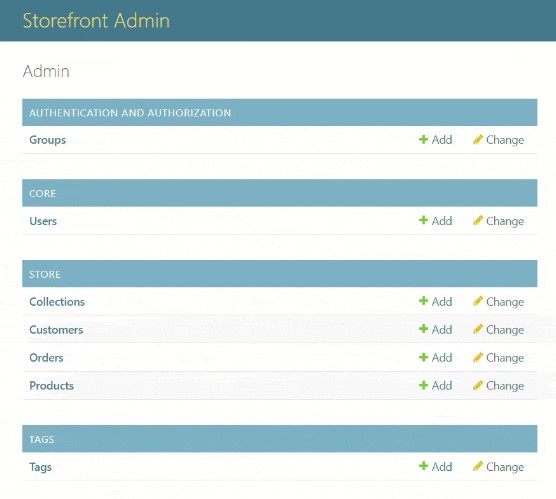 Storefront Admin
Admin
AUTHENTICATION AND AUTHORIZATION
Groups Add Change
CORE
Users Add Change
STORE
Collections Add Change
Customers Add Change
Orders Add Change
Products Add Change
TAGS
Tags Add Change